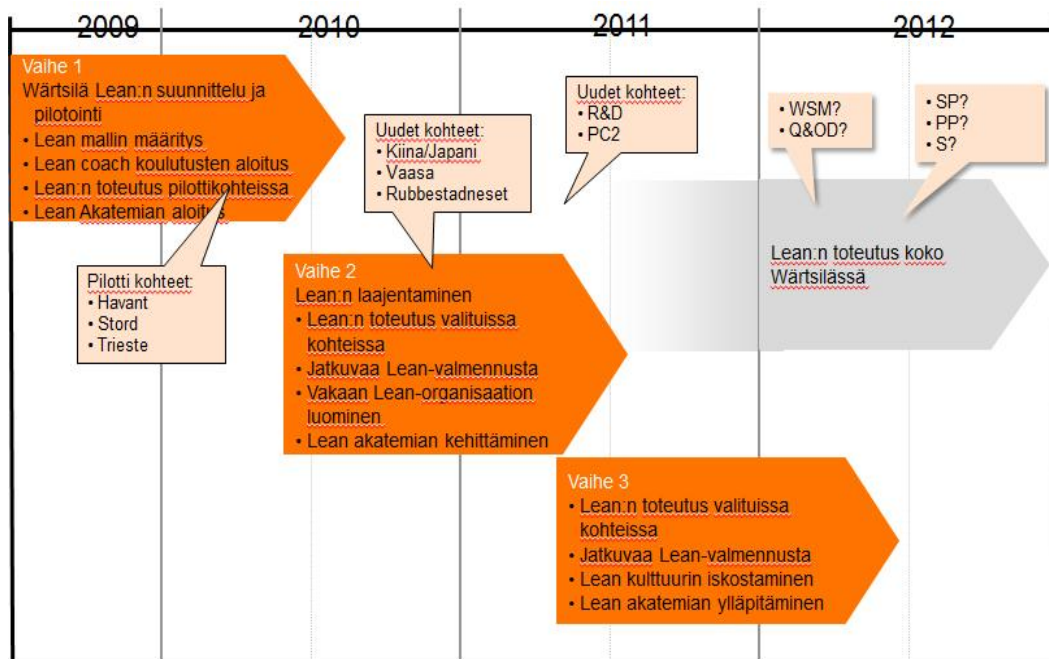 2009
2010
2011
2012
Vaihe 1
Wärtsilä Lean:n suunnittelu ja
pilotointi
• Lean mallin määritys
• Lean coach koulutusten aloitus
• Lean:n toteutus pilottikohteissa
• Lean Akatemian aloitus
Pilotti kohteet:
• Havant
• Stord
• Trieste
Uudet kohteet:
• Kiina/Japani
• Vaasa
• Rubbestadneset
Vaihe 2
Lean:n laajentaminen
• Lean:n toteutus valituissa
kohteissa
• Jatkuvaa Lean-valmennusta
• Vakaan Lean-organisaation
luominen
• Lean akatemian kehittäminen
Uudet kohteet:
• R&D
• PC2
Vaihe 3
• Lean:n toteutus valituissa
kohteissa
• Jatkuvaa Lean-valmennusta
• Lean kulttuurin iskostaminen
• Lean akatemian ylläpitäminen
• WSM?
• Q&OD?
• SP?
• PP?
• S?
Lean:n toteutus koko
Wärtsilässä